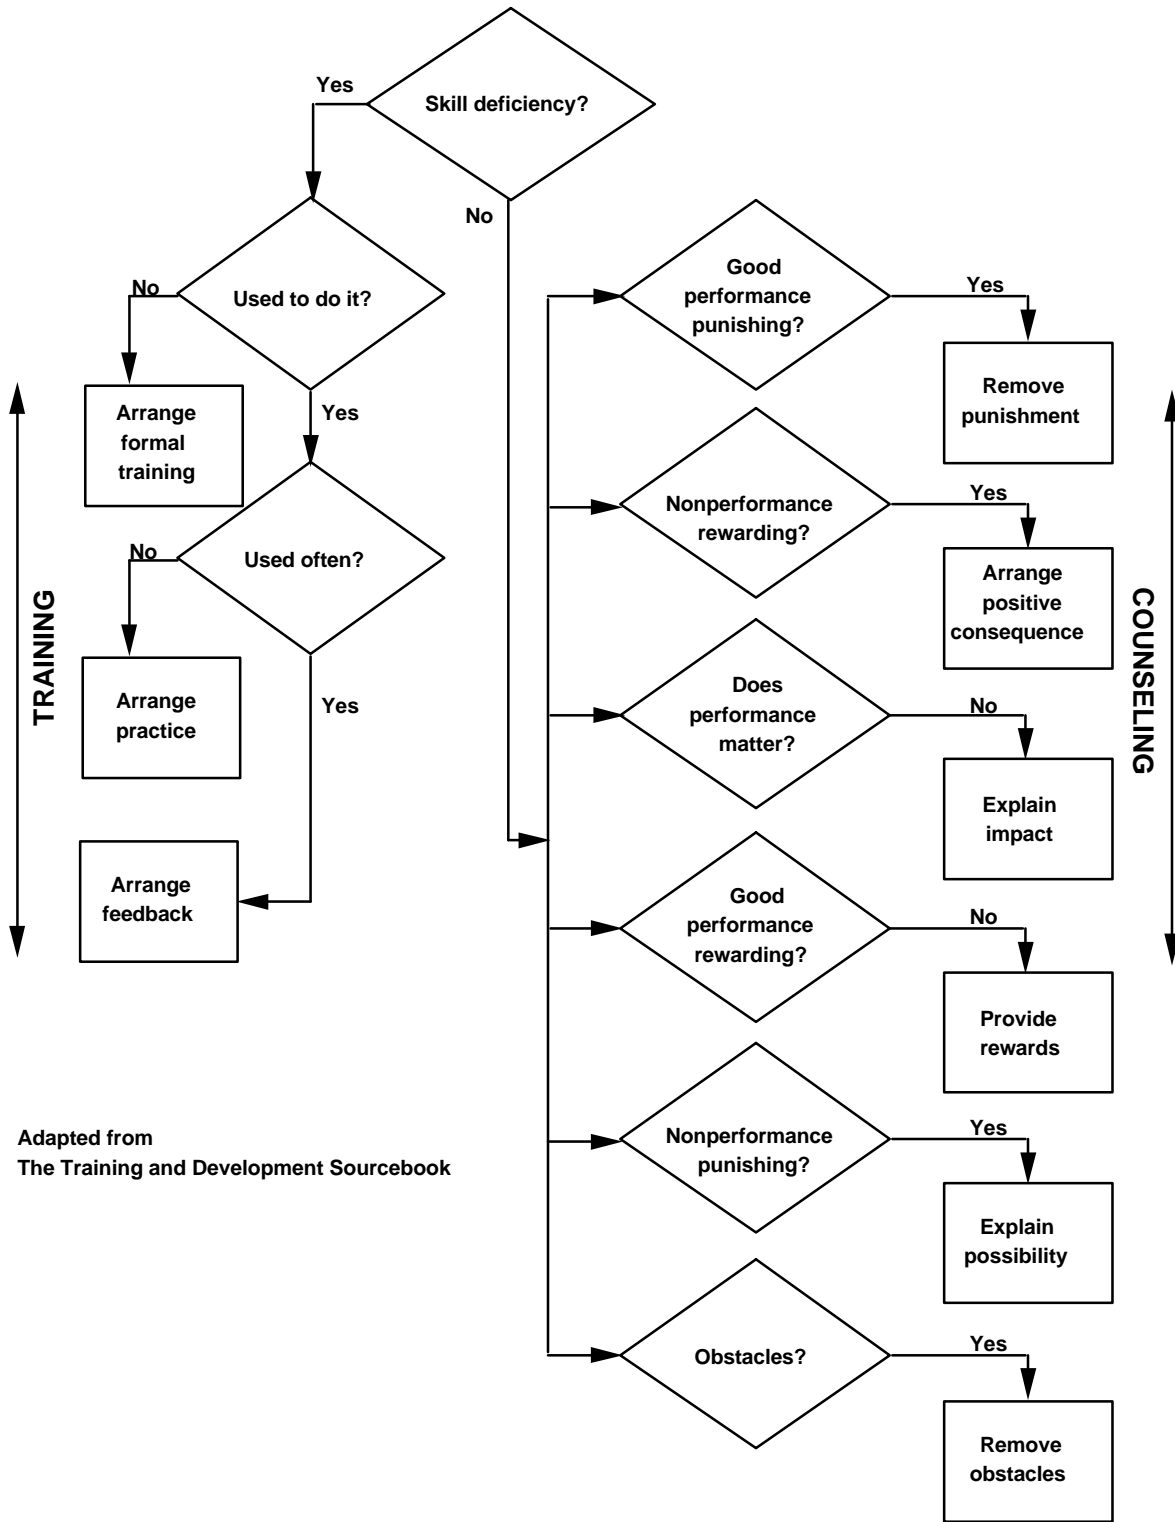 Yes
Skill deficiency?
No
No
Used to do it?
Yes
Arrange
formal
training
No
Used often?
Yes
Arrange
practice
Arrange
feedback
TRAINING
Good
performance
punishing?
Yes
Remove
punishment
Nonperformance
rewarding?
Yes
Arrange
positive
consequence
Does
performance
matter?
No
Explain
impact
Good
performance
rewarding?
No
Provide
rewards
Nonperformance
punishing?
Yes
Explain
possibility
Obstacles?
Yes
Remove
obstacles
COUNSELING
Adapted from
The Training and Development Sourcebook